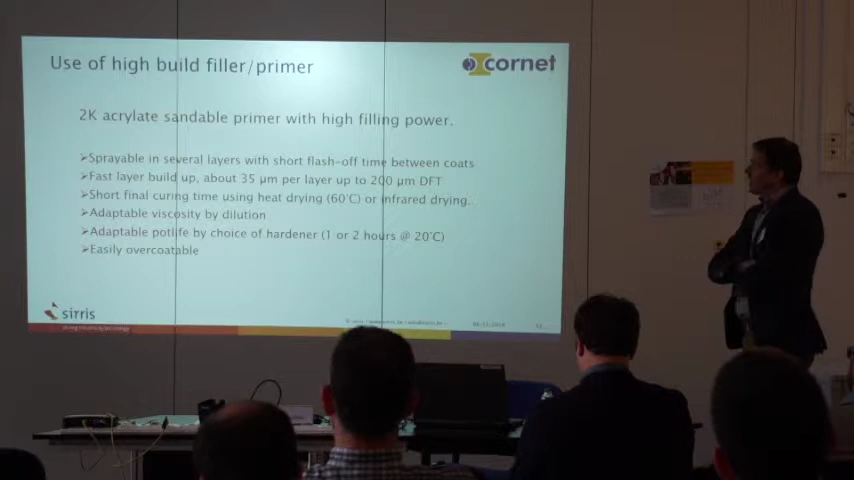 Use of high build filler/primer
cornet
2K acrylate sandable primer with high filling power.
➢Sprayable in several layers with short flash-off time between coats
➢Fast layer build up, about 35 µm per layer up to 200 µm DFT
➢Short final curing time using heat drying (60°C) or infrared drying..
➢Adaptable viscosity by dilution
➢Adaptable potlife by choice of hardener (1 or 2 hours @ 20°C)
➢Easily overcoatable
sirris